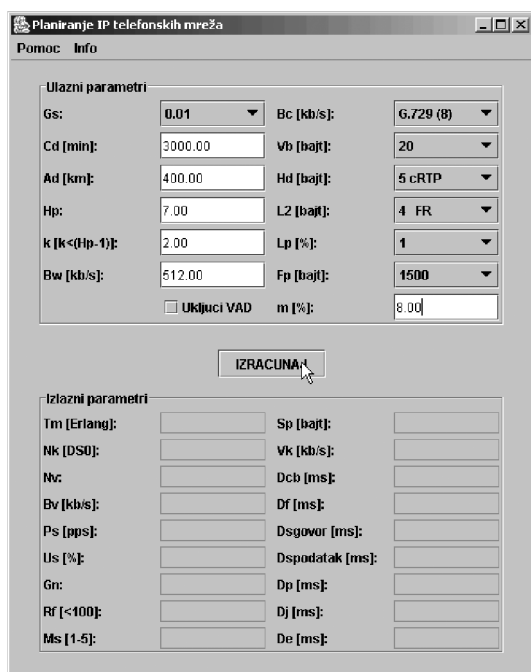 Planiranje IP telefonskih mreža
Pomoc Info
Ulazni parametri
Gs: 0.01 Bc [kb/s]: G.729 (8)
Cd [min]: 3000.00 Vb [bajt]: 20
Ad [km]: 400.00 Hd [bajt]: 5 cRTP
Hp: 7.00 L2 [bajt]: 4 FR
k [k<(Hp-1)]: 2.00 Lp [%]: 1
Bw [kb/s]: 512.00 Fp [bajt]: 1500
Ukljuci VAD m [%]: 8.00
IZRACUNAJ
Izlazni parametri
Tm [Erlang]: Sp [bajt]:
Nk [DS0]: Vk [kb/s]:
Nv: Dcb [ms]:
Bv [kb/s]: Df [ms]:
Ps [pps]: Dsgovor [ms]:
Us [%]: Dspodatak [ms]:
Gn: Dp [ms]:
Rf [<100]: Dj [ms]:
Ms [1-5]: De [ms]: